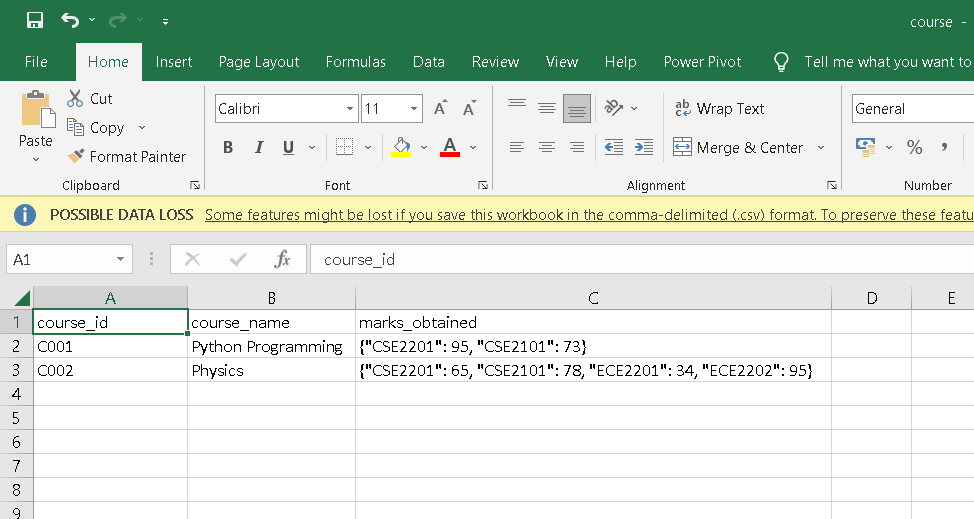 course -
File Home Insert Page Layout Formulas Data Review View Help Power Pivot Tell me what you want to
Paste
Cut
Copy
Format Painter
Clipboard
Calibri 11 A A
B I U A
Font
ab Wrap Text
Merge & Center
Alignment
General
% ,
Number
POSSIBLE DATA LOSS Some features might be lost if you save this workbook in the comma-delimited (.csv) format. To preserve these featu
A1 fx course_id
A B C D E
1 course_id course_name marks_obtained
2 C001 Python Programming {"CSE2201": 95, "CSE2101": 73}
3 C002 Physics {"CSE2201": 65, "CSE2101": 78, "ECE2201": 34, "ECE2202": 95}
4
5
6
7
8
9